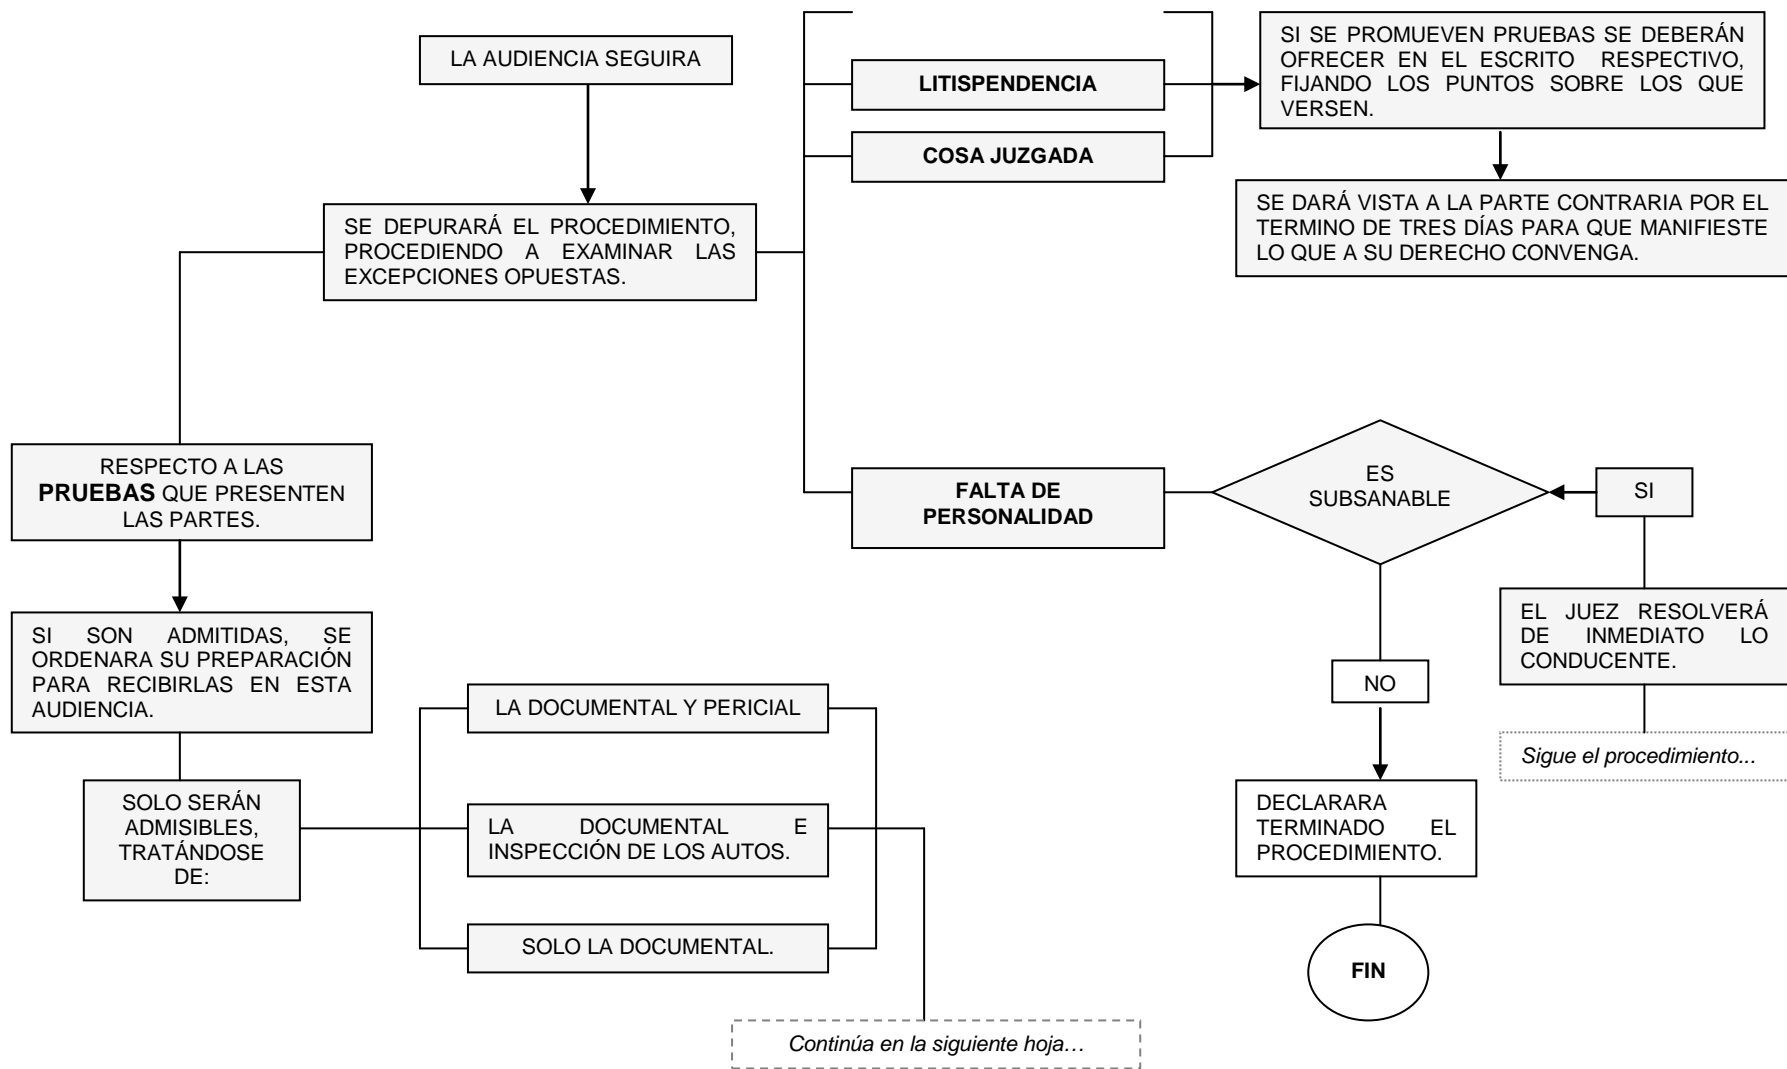 LA AUDIENCIA SEGUIRA
SE DEPURARÁ EL PROCEDIMIENTO,
PROCEDIENDO A EXAMINAR LAS
EXCEPCIONES OPUESTAS.
LITISPENDENCIA
COSA JUZGADA
SI SE PROMUEVEN PRUEBAS SE DEBERÁN
OFRECER EN EL ESCRITO RESPECTIVO,
FIJANDO LOS PUNTOS SOBRE LOS QUE
VERSEN.
SE DARÁ VISTA A LA PARTE CONTRARIA POR EL
TERMINO DE TRES DÍAS PARA QUE MANIFIESTE
LO QUE A SU DERECHO CONVENGA.
FALTA DE
PERSONALIDAD
ES
SUBSANABLE
SI
EL JUEZ RESOLVERÁ
DE INMEDIATO LO
CONDUCENTE.
Sigue el procedimiento...
NO
DECLARARA
TERMINADO EL
PROCEDIMIENTO.
FIN
RESPECTO A LAS
PRUEBAS QUE PRESENTEN
LAS PARTES.
SI SON ADMITIDAS, SE
ORDENARA SU PREPARACIÓN
PARA RECIBIRLAS EN ESTA
AUDIENCIA.
SOLO SERÁN
ADMISIBLES,
TRATÁNDOSE
DE:
LA DOCUMENTAL Y PERICIAL
LA DOCUMENTAL E
INSPECCIÓN DE LOS AUTOS.
SOLO LA DOCUMENTAL.
Continúa en la siguiente hoja…